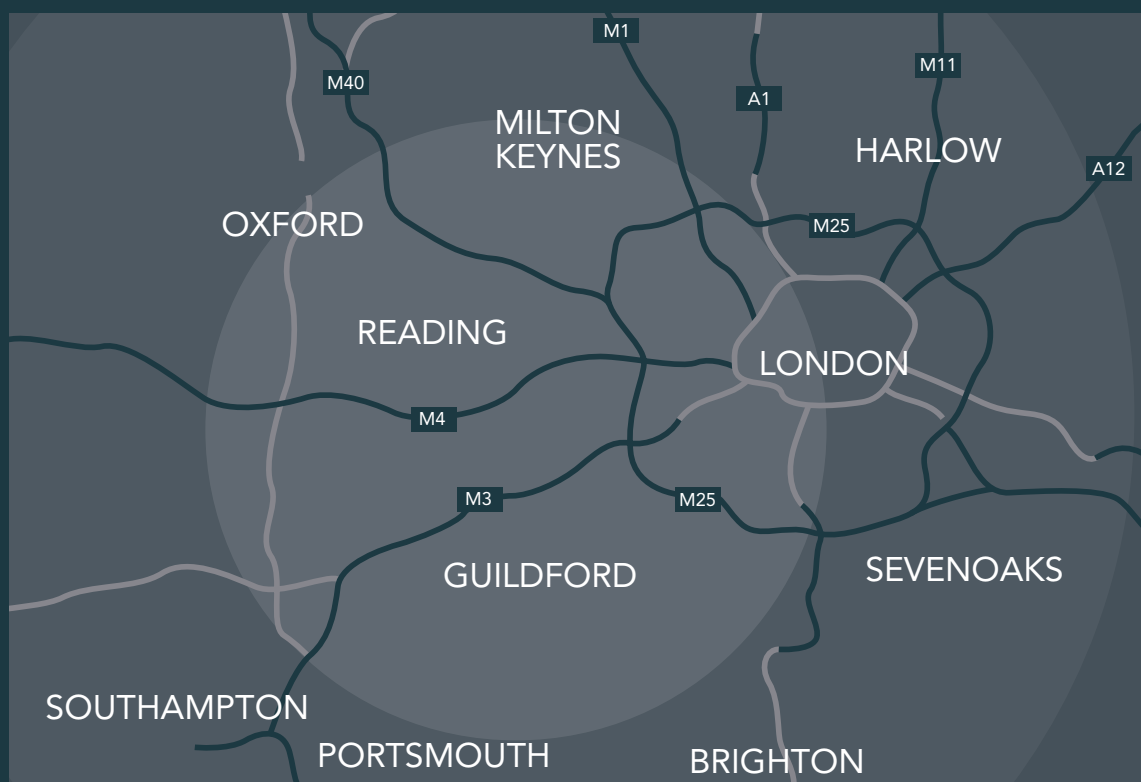 M1
M11
M40
A1
MILTON
KEYNES
HARLOW
A12
OXFORD
M25
READING
LONDON
M4
M3
M25
GUILDFORD
SEVENOAKS
SOUTHAMPTON
PORTSMOUTH
BRIGHTON